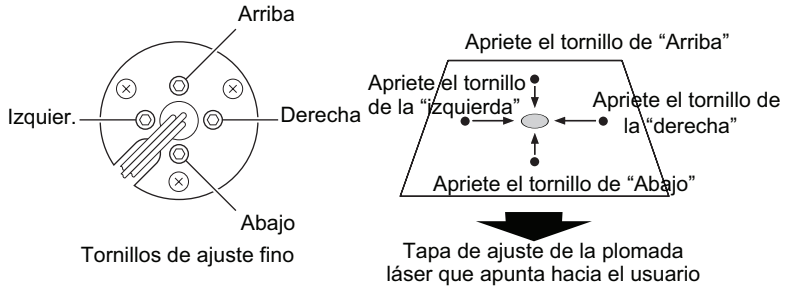 Arriba
Izquier.
Derecha
Abajo
Tornillos de ajuste fino
Apriete el tornillo de “Arriba”
Apriete el tornillo
de la “izquierda”
Apriete el tornillo de
la “derecha”
Apriete el tornillo de “Abajo”
Tapa de ajuste de la plomada
láser que apunta hacia el usuario